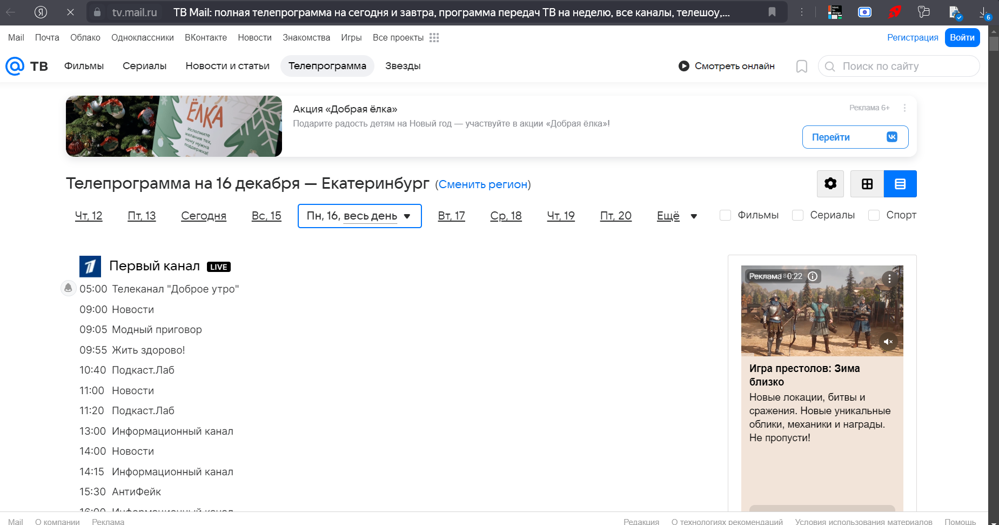 tv.mail.ru ТВ Mail: полная телепрограмма на сегодня и завтра, программа передач ТВ на неделю, все каналы, телешоу,...
6
Mail Почта Облако Одноклассники ВКонтакте Новости Знакомства Игры Все проекты
Регистрация Войти
ТВ Фильмы Сериалы Новости и статьи Телепрограмма Звезды
Смотреть онлайн Поиск по сайту
ЁЛКА
Исполните
желания тех,
кому нужна
поддержка!
Акция «Добрая ёлка»
Подарите радость детям на Новый год — участвуйте в акции «Добрая ёлка»!
Реклама 6+
Перейти
Телепрограмма на 16 декабря — Екатеринбург (Сменить регион)
Чт, 12 Пт, 13 Сегодня Вс, 15 Пн, 16, весь день Вт, 17 Ср, 18 Чт, 19 Пт, 20 Ещё Фильмы Сериалы Спорт
Первый канал LIVE
05:00 Телеканал "Доброе утро"
09:00 Новости
09:05 Модный приговор
09:55 Жить здорово!
10:40 Подкаст.Лаб
11:00 Новости
11:20 Подкаст.Лаб
13:00 Информационный канал
14:00 Новости
14:15 Информационный канал
15:30 АнтиФейк
16:00 Информационный канал
Реклама 0:22
Игра престолов: Зима
близко
Новые локации, битвы и
сражения. Новые уникальные
облики, механики и награды.
Не пропусти!
Mail О компании Реклама
Редакция О технологиях рекомендаций Условия использования материалов Помощь